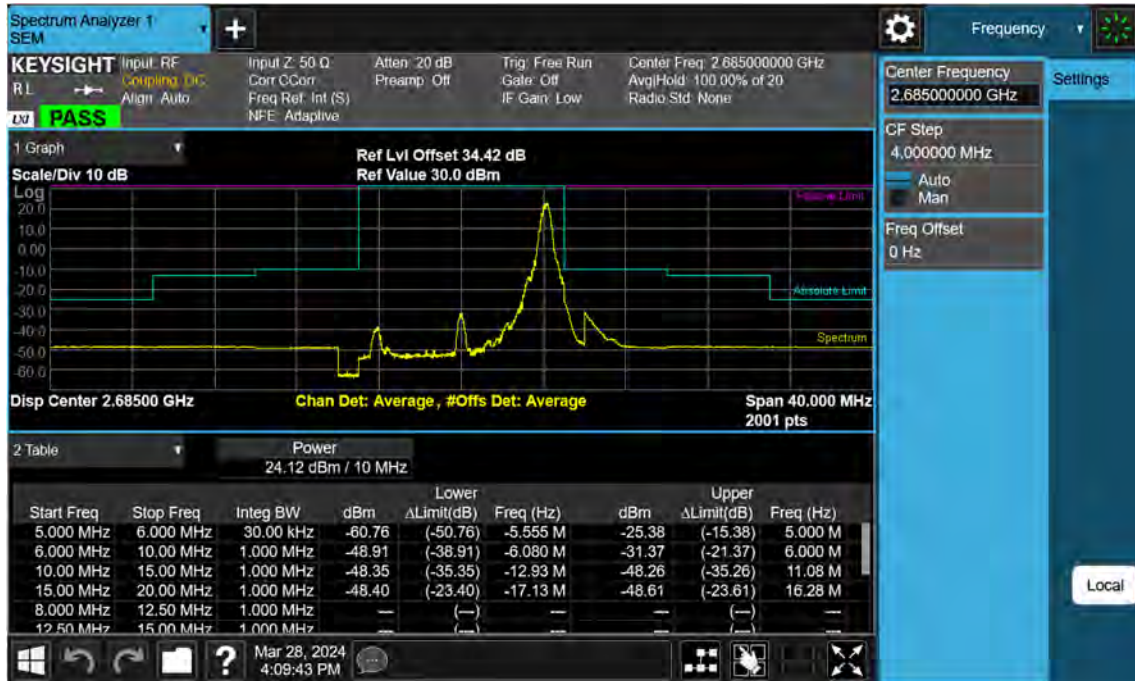 Spectrum Analyzer 1
SEM
+
Frequency
KEYSIGHT
RL
LXI
PASS
Input: RF
Coupling: DC
Align: Auto
Input Z: 50 Ω
Corr CCorr
Freq Ref: Int (S)
NFE: Adaptive
Atten: 20 dB
Preamp: Off
Trig: Free Run
Gate: Off
IF Gain: Low
Center Freq: 2.685000000 GHz
Avg|Hold: 100.00% of 20
Radio Std: None
Center Frequency
2.685000000 GHz
Settings
CF Step
4.000000 MHz
Auto
Man
Freq Offset
0 Hz
1 Graph
Scale/Div 10 dB
Ref Lvl Offset 34.42 dB
Ref Value 30.0 dBm
Log
20.0
10.0
0.00
-10.0
-20.0
-30.0
-40.0
-50.0
-60.0
Relative Limit
Absolute Limit
Spectrum
Disp Center 2.68500 GHz
Chan Det: Average, #Offs Det: Average
Span 40.000 MHz
2001 pts
2 Table
Power
24.12 dBm / 10 MHz
Lower Upper
Start Freq Stop Freq Integ BW dBm ΔLimit(dB) Freq (Hz) dBm ΔLimit(dB) Freq (Hz)
5.000 MHz 6.000 MHz 30.00 kHz -60.76 (-50.76) -5.555 M -25.38 (-15.38) 5.000 M
6.000 MHz 10.00 MHz 1.000 MHz -48.91 (-38.91) -6.080 M -31.37 (-21.37) 6.000 M
10.00 MHz 15.00 MHz 1.000 MHz -48.35 (-35.35) -12.93 M -48.26 (-35.26) 11.08 M
15.00 MHz 20.00 MHz 1.000 MHz -48.40 (-23.40) -17.13 M -48.61 (-23.61) 16.28 M
8.000 MHz 12.50 MHz 1.000 MHz --- (---) --- --- (---) ---
12.50 MHz 15.00 MHz 1.000 MHz --- (---) --- --- (---) ---
Local
?
Mar 28, 2024
4:09:43 PM